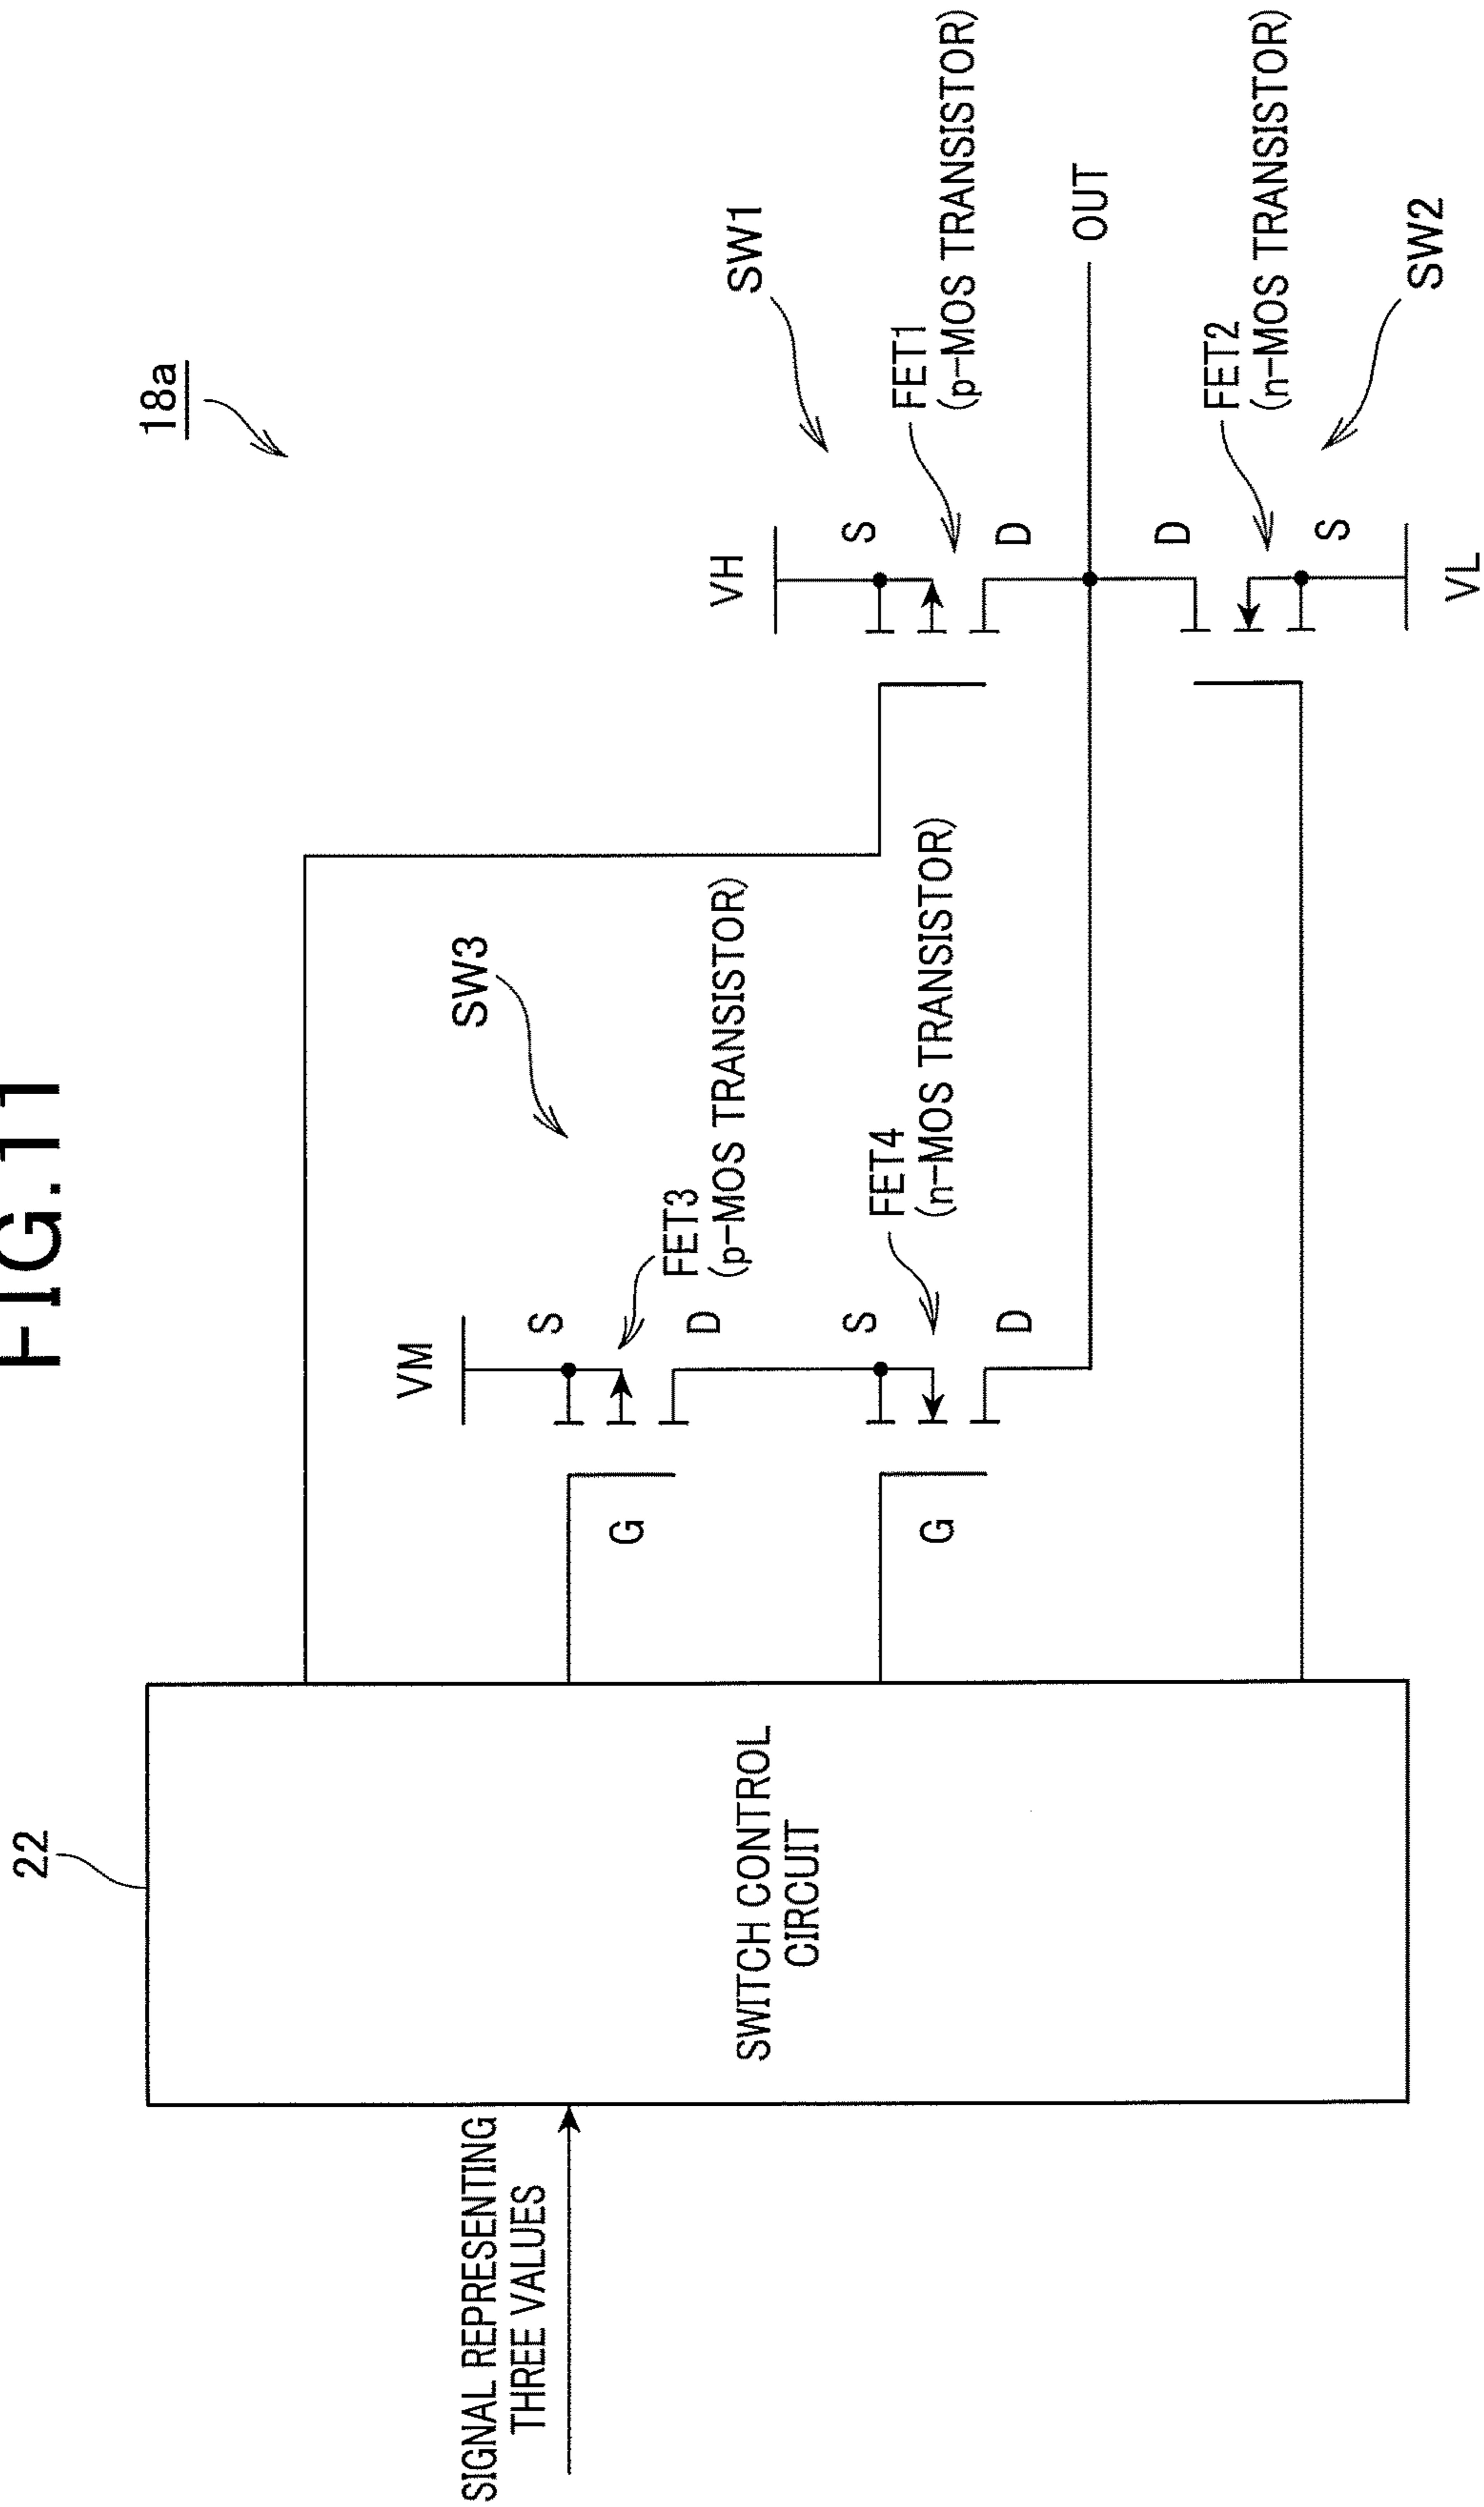 FIG.11
18a
22
SWITCH CONTROL
CIRCUIT
SIGNAL REPRESENTING
THREE VALUES
VM
S
D
G
FET3
(p-MOS TRANSISTOR)
SW3
S
D
G
FET4
(n-MOS TRANSISTOR)
VH
SW1
S
D
FET1
(p-MOS TRANSISTOR)
OUT
D
S
FET2
(n-MOS TRANSISTOR)
SW2
VL